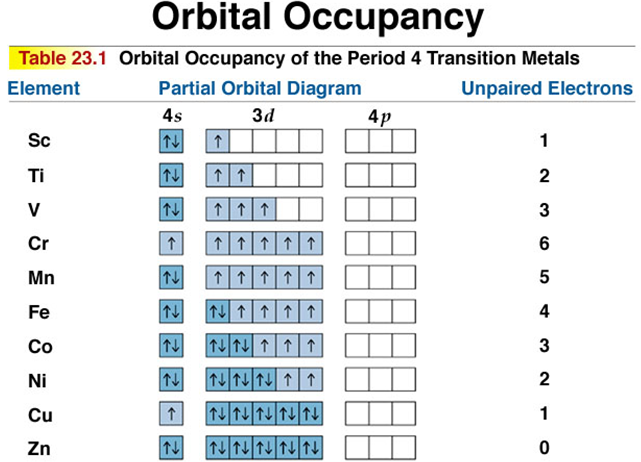 Orbital Occupancy
Table 23.1 Orbital Occupancy of the Period 4 Transition Metals
Element Partial Orbital Diagram Unpaired Electrons
4s 3d 4p
Sc ↑↓ ↑ 1
Ti ↑↓ ↑ ↑ 2
V ↑↓ ↑ ↑ ↑ 3
Cr ↑ ↑ ↑ ↑ ↑ ↑ 6
Mn ↑↓ ↑ ↑ ↑ ↑ ↑ 5
Fe ↑↓ ↑↓ ↑ ↑ ↑ ↑ 4
Co ↑↓ ↑↓ ↑↓ ↑ ↑ ↑ 3
Ni ↑↓ ↑↓ ↑↓ ↑↓ ↑ ↑ 2
Cu ↑ ↑↓ ↑↓ ↑↓ ↑↓ ↑↓ 1
Zn ↑↓ ↑↓ ↑↓ ↑↓ ↑↓ ↑↓ 0